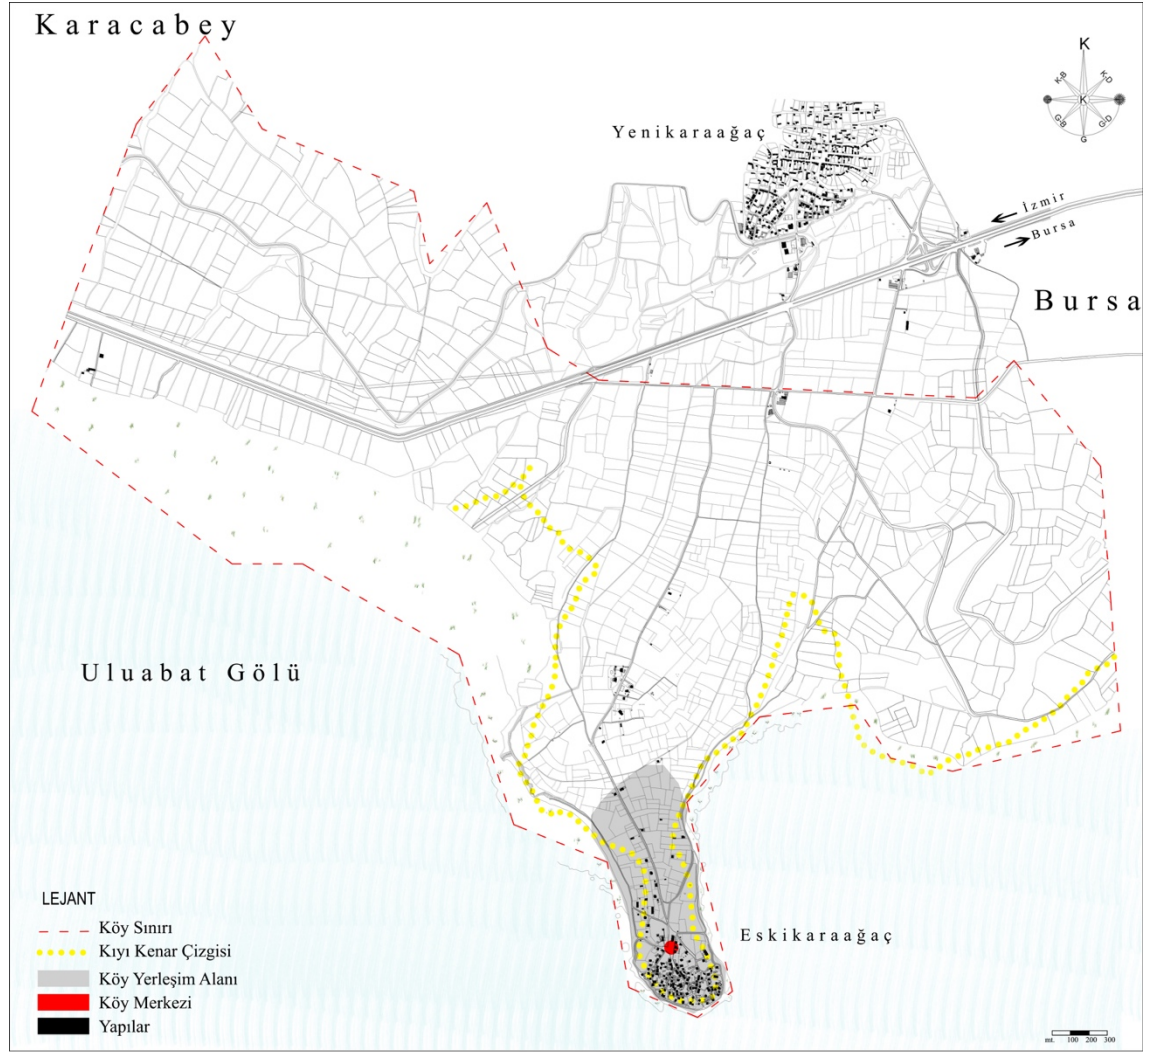 Karacabey
K
K-B
K-D
K
G-B
G-D
G
Yenikaraağaç
İzmir
Bursa
Bursa
Uluabat Gölü
Eskikaraağaç
LEJANT
Köy Sınırı
Kıyı Kenar Çizgisi
Köy Yerleşim Alanı
Köy Merkezi
Yapılar
mt. 100 200 300